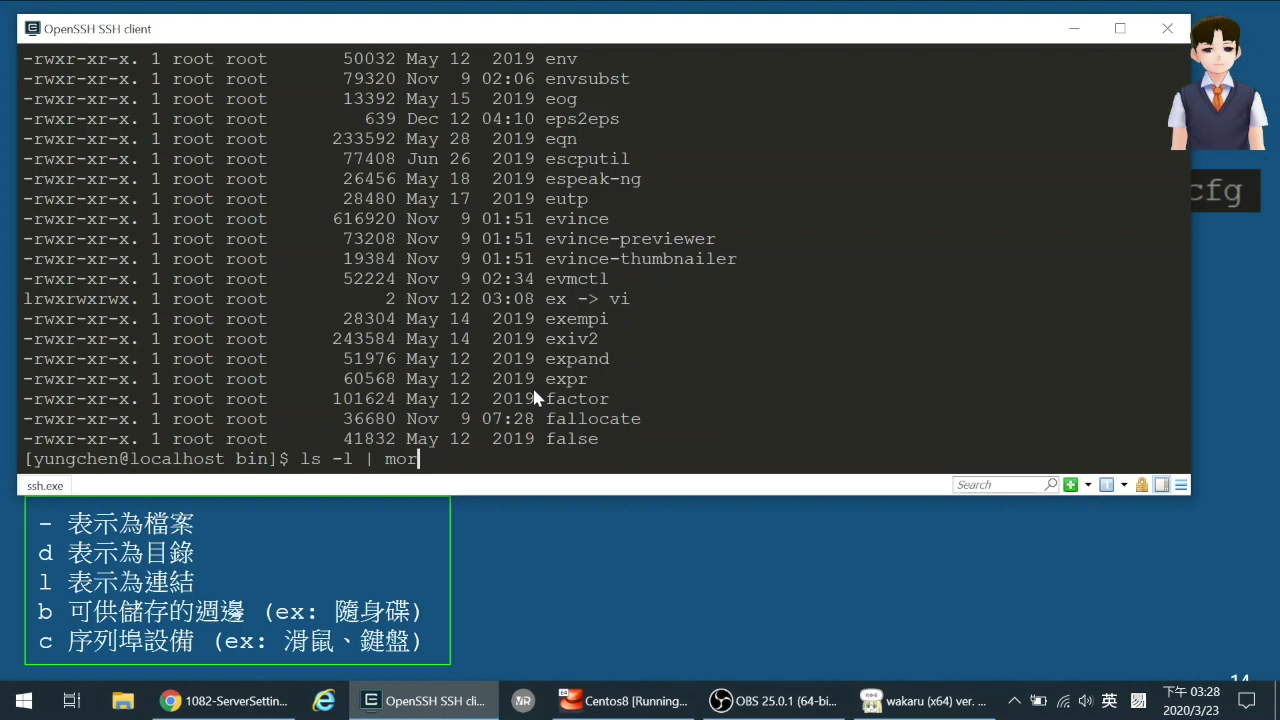 OpenSSH SSH client
-rwxr-xr-x. 1 root root 50032 May 12 2019 env
-rwxr-xr-x. 1 root root 79320 Nov 9 02:06 envsubst
-rwxr-xr-x. 1 root root 13392 May 15 2019 eog
-rwxr-xr-x. 1 root root 639 Dec 12 04:10 eps2eps
-rwxr-xr-x. 1 root root 233592 May 28 2019 eqn
-rwxr-xr-x. 1 root root 77408 Jun 26 2019 escputil
-rwxr-xr-x. 1 root root 26456 May 18 2019 espeak-ng
-rwxr-xr-x. 1 root root 28480 May 17 2019 eutp
-rwxr-xr-x. 1 root root 616920 Nov 9 01:51 evince
-rwxr-xr-x. 1 root root 73208 Nov 9 01:51 evince-previewer
-rwxr-xr-x. 1 root root 19384 Nov 9 01:51 evince-thumbnailer
-rwxr-xr-x. 1 root root 52224 Nov 9 02:34 evmctl
lrwxrwxrwx. 1 root root 2 Nov 12 03:08 ex -> vi
-rwxr-xr-x. 1 root root 28304 May 14 2019 exempi
-rwxr-xr-x. 1 root root 243584 May 14 2019 exiv2
-rwxr-xr-x. 1 root root 51976 May 12 2019 expand
-rwxr-xr-x. 1 root root 60568 May 12 2019 expr
-rwxr-xr-x. 1 root root 101624 May 12 2019 factor
-rwxr-xr-x. 1 root root 36680 Nov 9 07:28 fallocate
-rwxr-xr-x. 1 root root 41832 May 12 2019 false
[yungchen@localhost bin]$ ls -l | mor
cfg
ssh.exe
Search
- 表示為檔案
d 表示為目錄
l 表示為連結
b 可供儲存的週邊 (ex: 隨身碟)
c 序列埠設備 (ex: 滑鼠、鍵盤)
14
1082-ServerSettin...
OpenSSH SSH cli...
Centos8 [Running...
OBS 25.0.1 (64-bi...
wakaru (x64) ver. ...
英
下午 03:28
2020/3/23